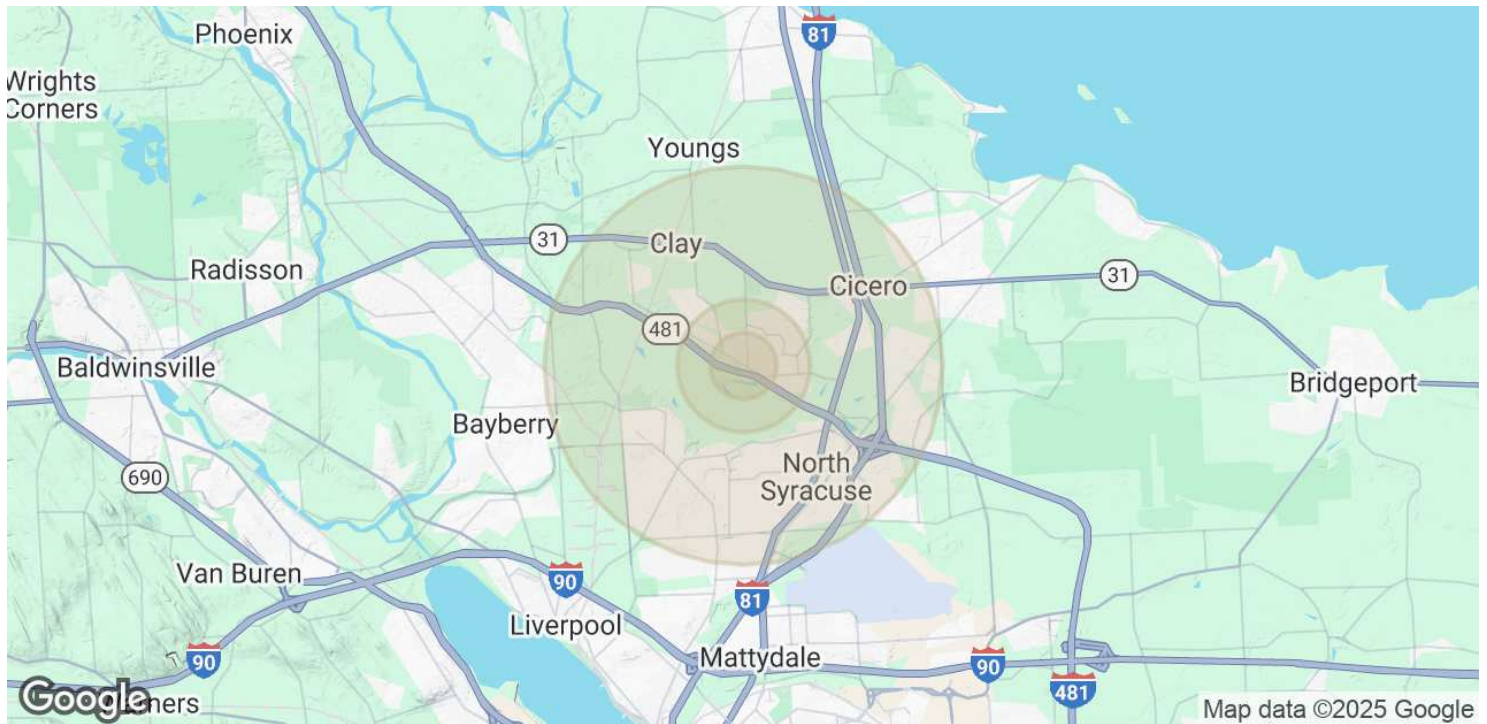 81
Phoenix
Wrights
Corners
Youngs
31
Clay
Radisson
Cicero
31
481
Baldwinsville
Bridgeport
Bayberry
North
Syracuse
690
Van Buren
90
81
Liverpool
Mattydale
90
90
481
Google
Map data ©2025 Google